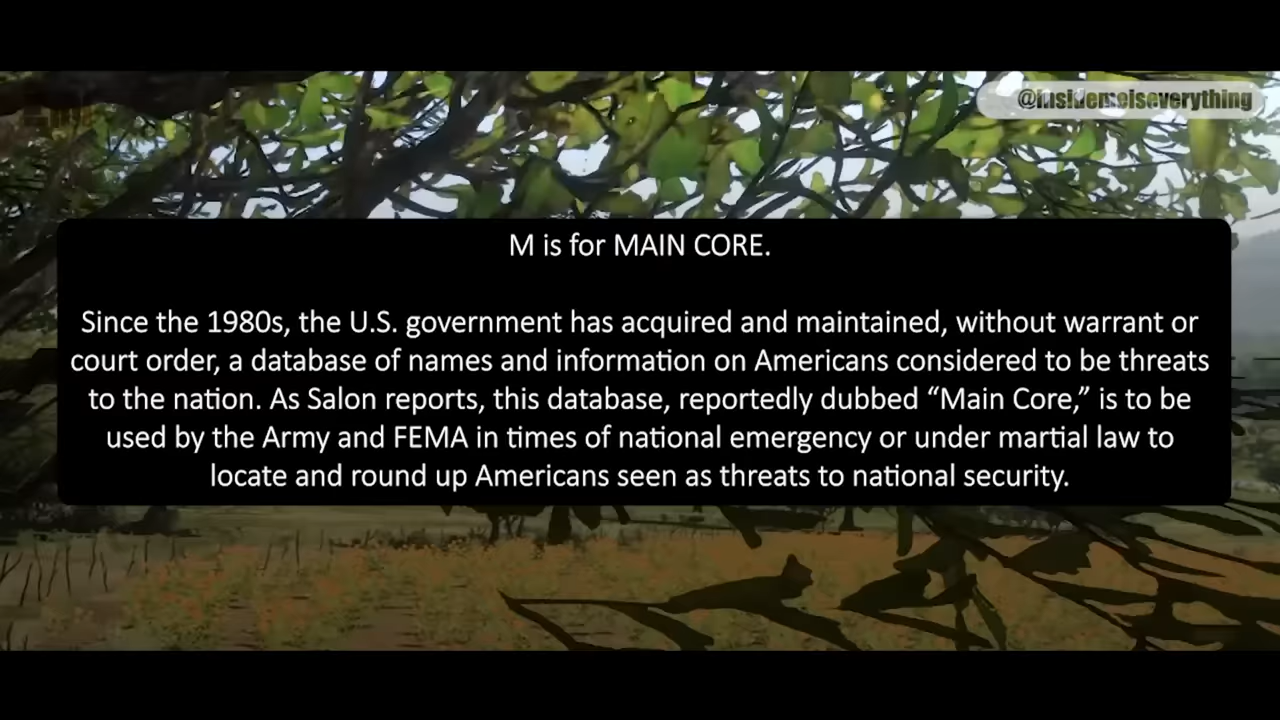 @insidemeiseverything
M is for MAIN CORE.
Since the 1980s, the U.S. government has acquired and maintained, without warrant or
court order, a database of names and information on Americans considered to be threats
to the nation. As Salon reports, this database, reportedly dubbed “Main Core,” is to be
used by the Army and FEMA in times of national emergency or under martial law to
locate and round up Americans seen as threats to national security.